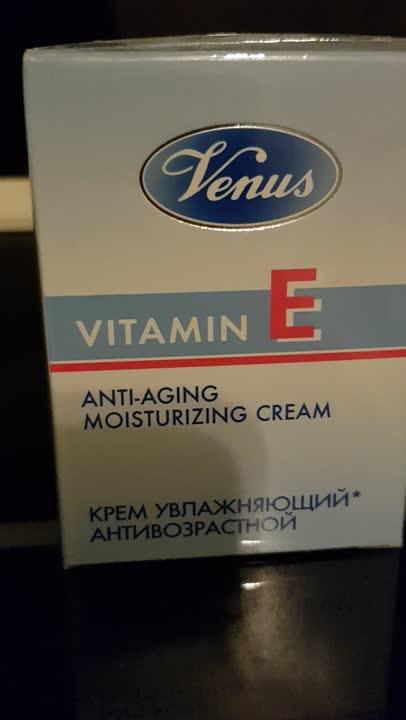 Venus
VITAMIN E
ANTI-AGING
MOISTURIZING CREAM
КРЕМ УВЛАЖНЯЮЩИЙ*
АНТИВОЗРАСТНОЙ